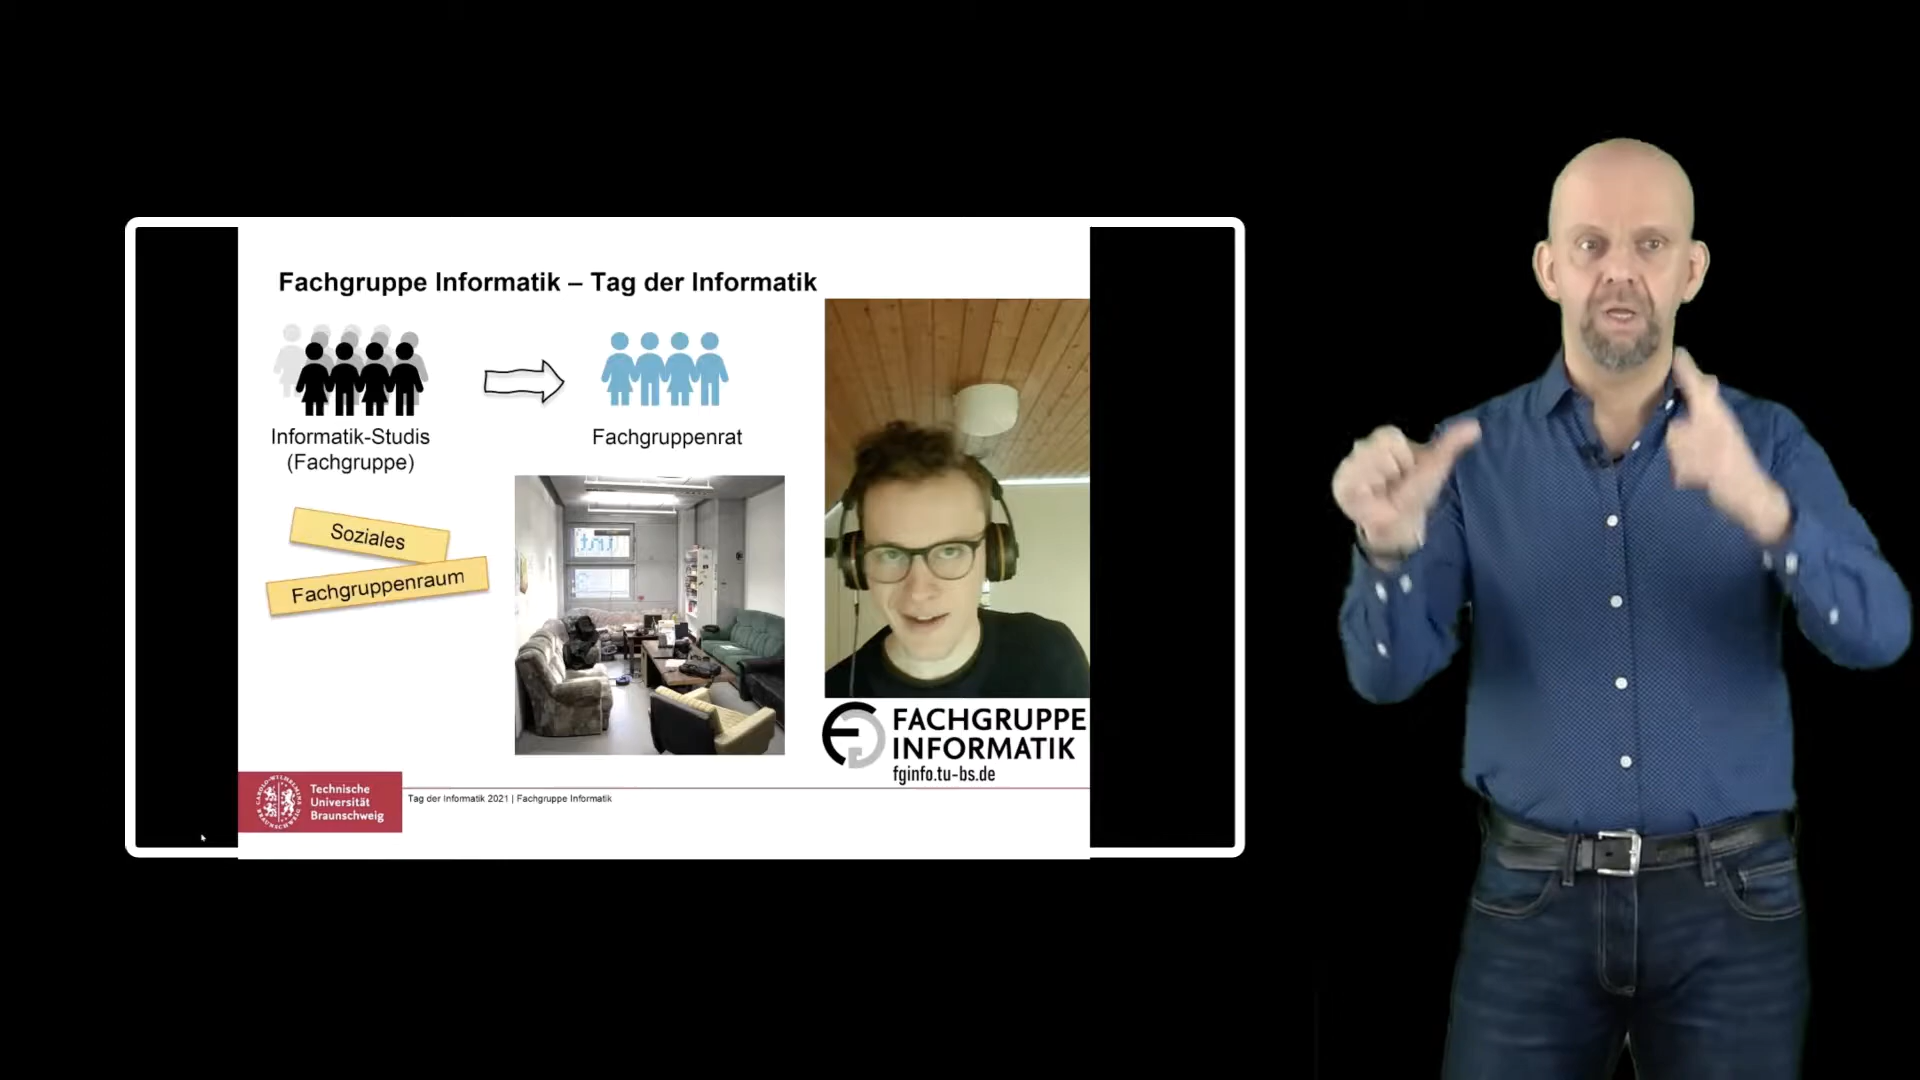 Fachgruppe Informatik – Tag der Informatik
Informatik-Studis
(Fachgruppe)
Fachgruppenrat
Soziales
Fachgruppenraum
FACHGRUPPE
INFORMATIK
fginfo.tu-bs.de
Technische
Universität
Braunschweig
Tag der Informatik 2021 | Fachgruppe Informatik